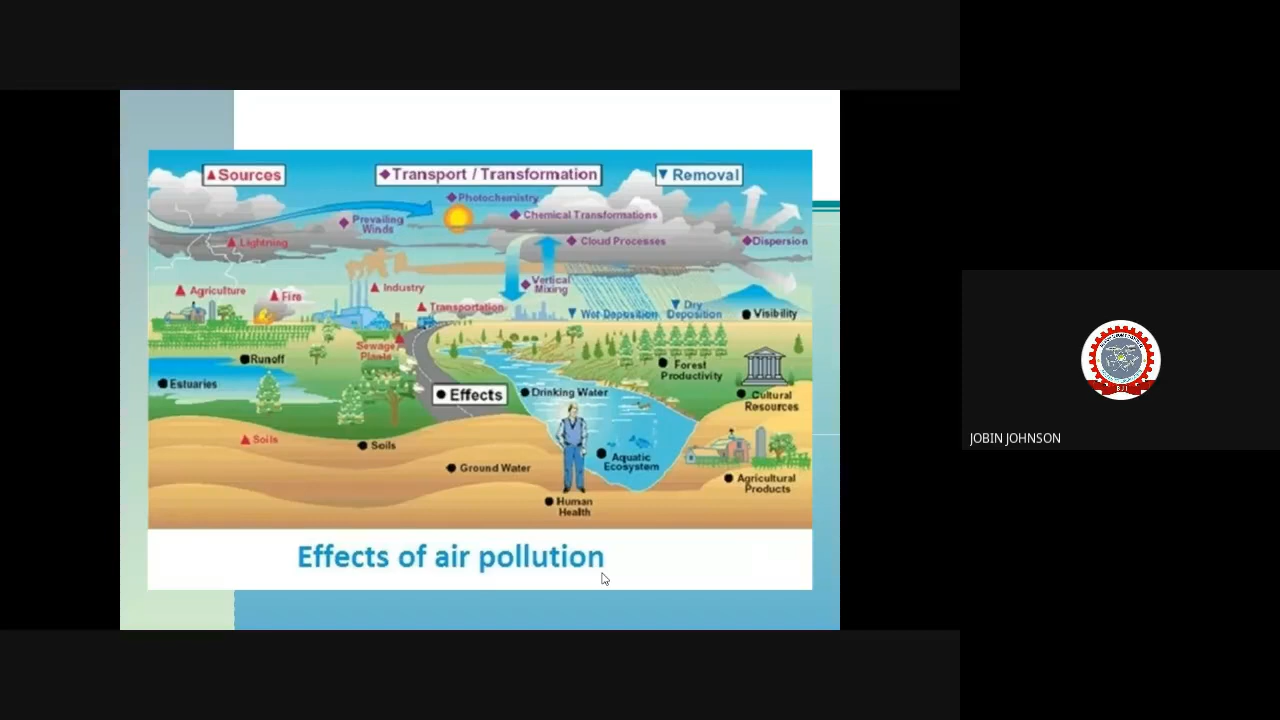 Sources
Transport / Transformation
Removal
Photochemistry
Prevailing
Winds
Chemical Transformations
Lightning
Cloud Processes
Dispersion
Agriculture
Fire
Industry
Vertical
Mixing
Transportation
Wet Deposition
Dry
Deposition
Visibility
Sewage
Plants
Runoff
Estuaries
Forest
Productivity
Effects
Drinking Water
Cultural
Resources
Soils
Soils
Ground Water
Aquatic
Ecosystem
Agricultural
Products
Human
Health
Effects of air pollution
JOBIN JOHNSON